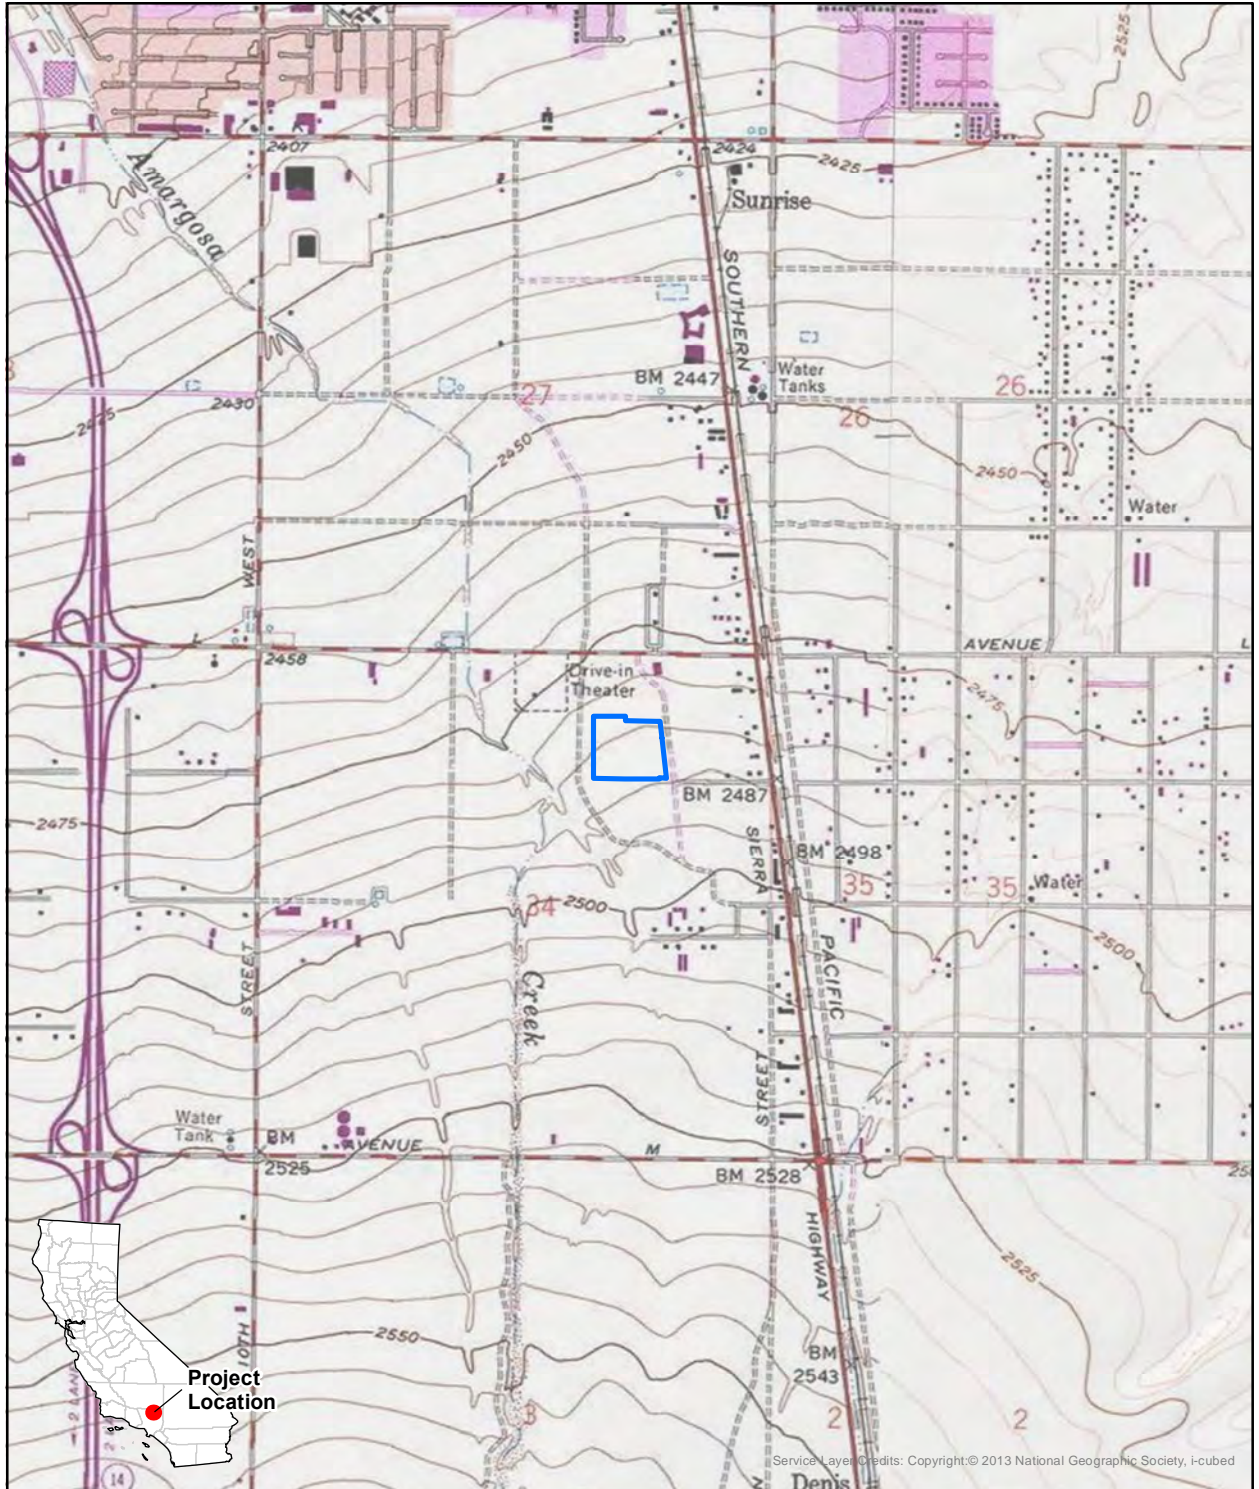 2525
2407
2424
2425
Amargosa
Sunrise
SOUTHERN
BM 2447
Water
Tanks
27
26
26
2430
2425
2450
2450
Water
WEST
L
AVENUE
L
2458
Drive-in
Theater
2475
2475
BM 2487
SIERRA
BM 2498
35
35
Water
34
2500
2500
STREET
Creek
PACIFIC
STREET
Water
Tank
BM
2525
AVENUE
M
BM 2528
HIGHWAY
2525
2550
10TH
BM
2543
Project
Location
3
2
2
14
Denis
Service Layer Credits: Copyright:© 2013 National Geographic Society, i-cubed